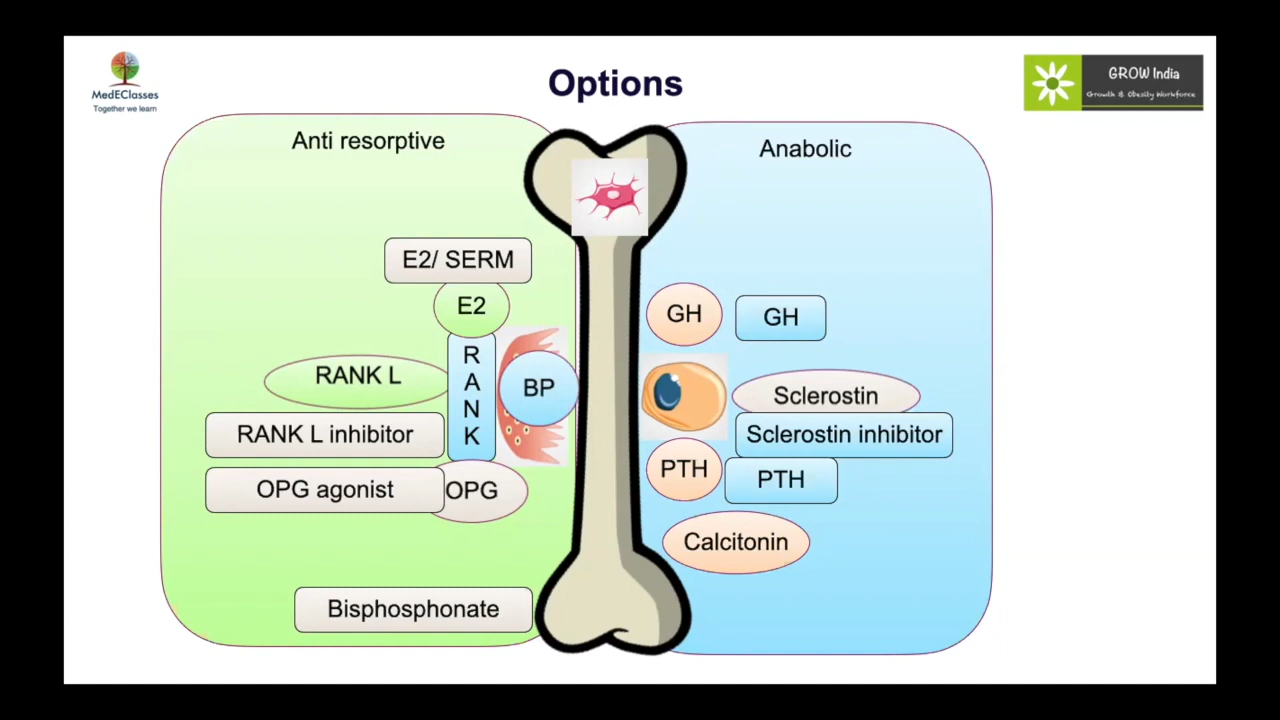 MedEClasses
Together we learn
Options
GROW India
Growth & Obesity Workforce
Anti resorptive
Anabolic
E2/ SERM
E2
GH
GH
RANK L
R
A
N
K
BP
Sclerostin
RANK L inhibitor
Sclerostin inhibitor
PTH
PTH
OPG agonist
OPG
Calcitonin
Bisphosphonate